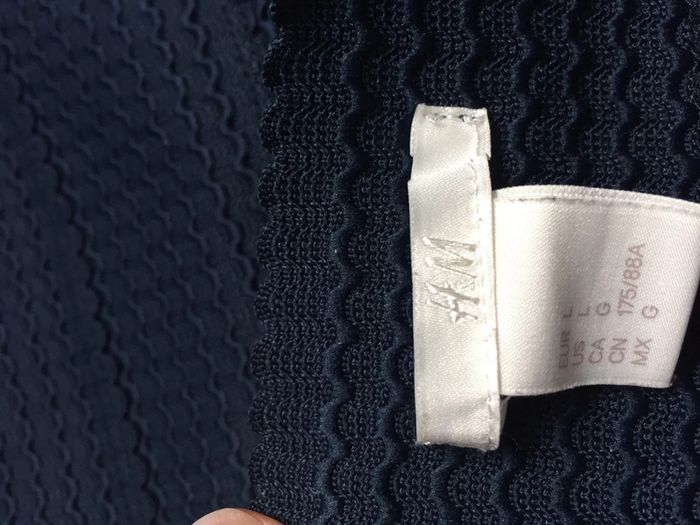 H&M
EUR L
US L
CA G
CN 175/88A
MX G